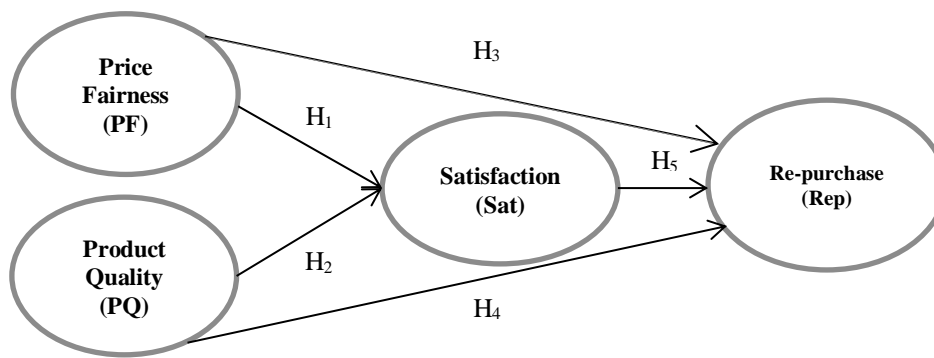 Price
Fairness
(PF)
H₃
H₁
Satisfaction
(Sat)
H₅
Re-purchase
(Rep)
Product
Quality
(PQ)
H₂
H₄